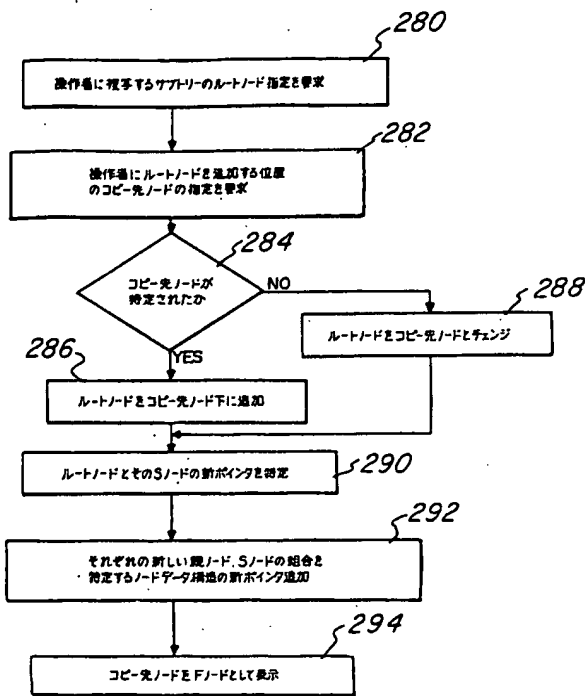 280
操作者に複写するサブトリーのルートノード指定を要求
282
操作者にルートノードを追加する位置
のコピー先ノードの指定を要求
284
コピー先ノードが
特定されたか
NO
288
ルートノードをコピー先ノードとチェンジ
286
YES
ルートノードをコピー先ノード下に追加
290
ルートノードとそのSノードの新ポインタを特定
292
それぞれの新しい親ノード、Sノードの組合を
特定するノードデータ構造の新ポインタ追加
294
コピー先ノードをFノードとして表示